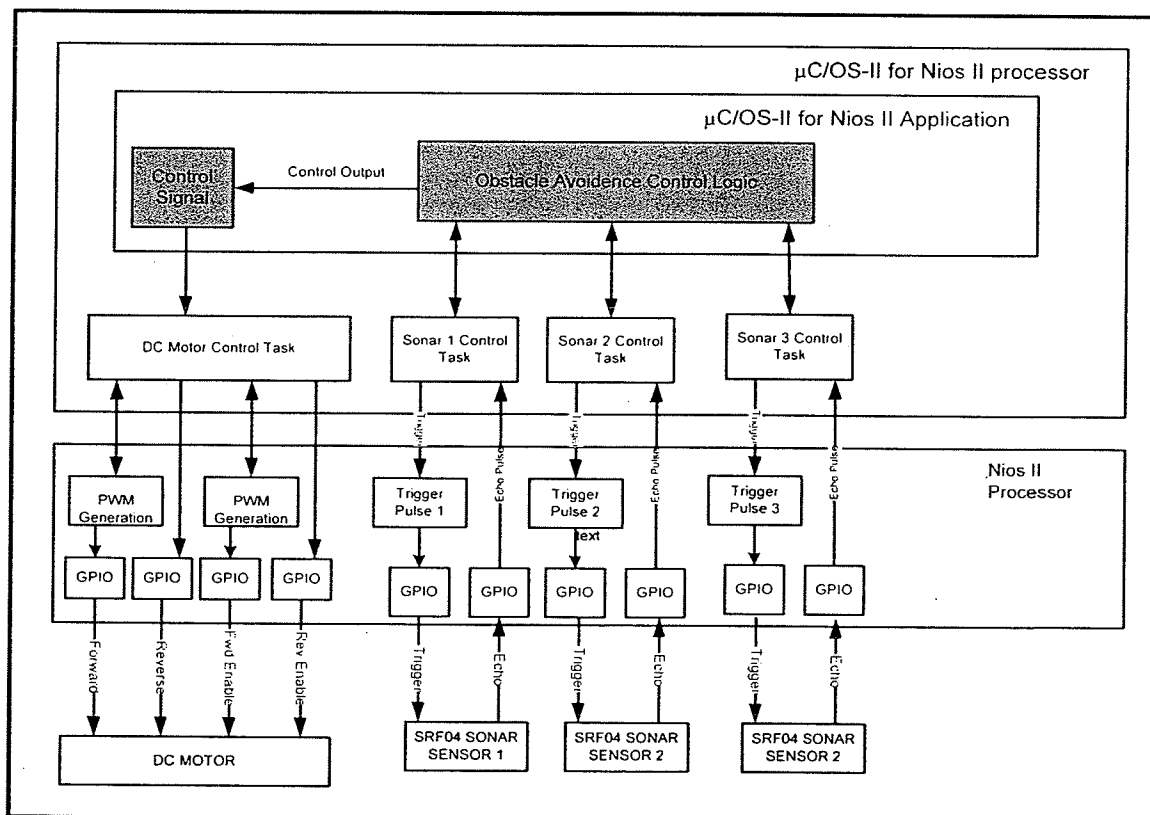 µC/OS-II for Nios II processor
µC/OS-II for Nios II Application
Control
Signal
Control Output
Obstacle Avoidence Control Logic
DC Motor Control Task
Sonar 1 Control
Task
Sonar 2 Control
Task
Sonar 3 Control
Task
Trigger
Echo Pulse
Trigger
Echo Pulse
Trigger
Echo Pulse
Nios II
Processor
PWM
Generation
PWM
Generation
Trigger
Pulse 1
Trigger
Pulse 2
text
Trigger
Pulse 3
GPIO
GPIO
GPIO
GPIO
GPIO
GPIO
GPIO
GPIO
GPIO
GPIO
Forward
Reverse
Fwd Enable
Rev Enable
Trigger
Echo
Trigger
Echo
Trigger
Echo
DC MOTOR
SRF04 SONAR
SENSOR 1
SRF04 SONAR
SENSOR 2
SRF04 SONAR
SENSOR 2